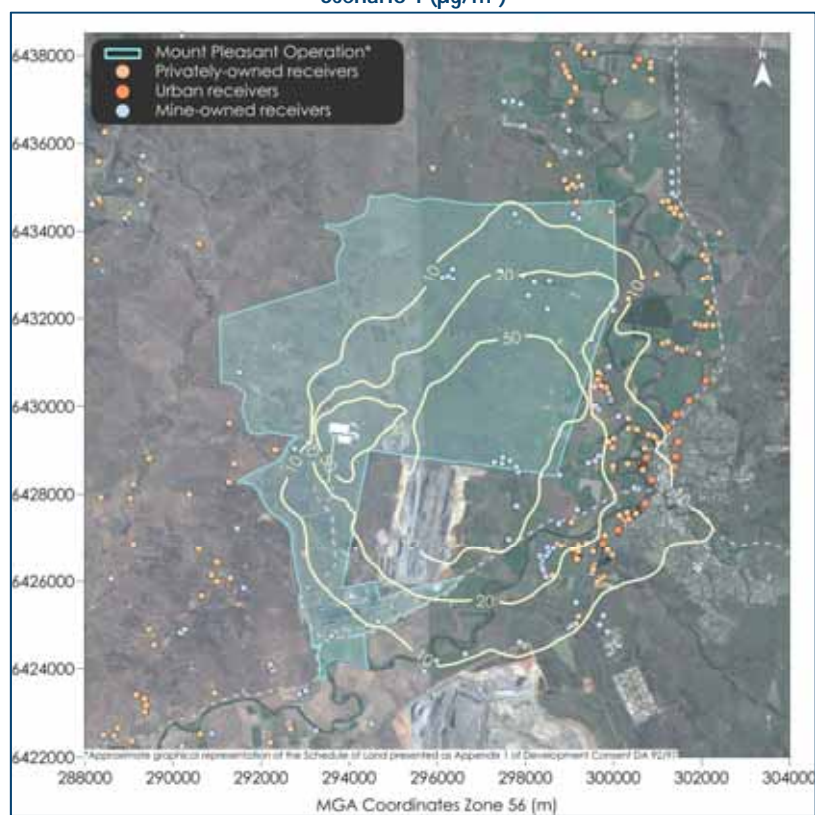 Scenario 1 (µg/m³)
Mount Pleasant Operation*
Privately-owned receivers
Urban receivers
Mine-owned receivers
N
6438000
6436000
6434000
6432000
6430000
6428000
6426000
6424000
6422000
10
20
10
50
10
20
10
*Approximate graphical representation of the Schedule of Land presented as Appendix 1 of Development Consent DA 92/97
288000 290000 292000 294000 296000 298000 300000 302000 304000
MGA Coordinates Zone 56 (m)